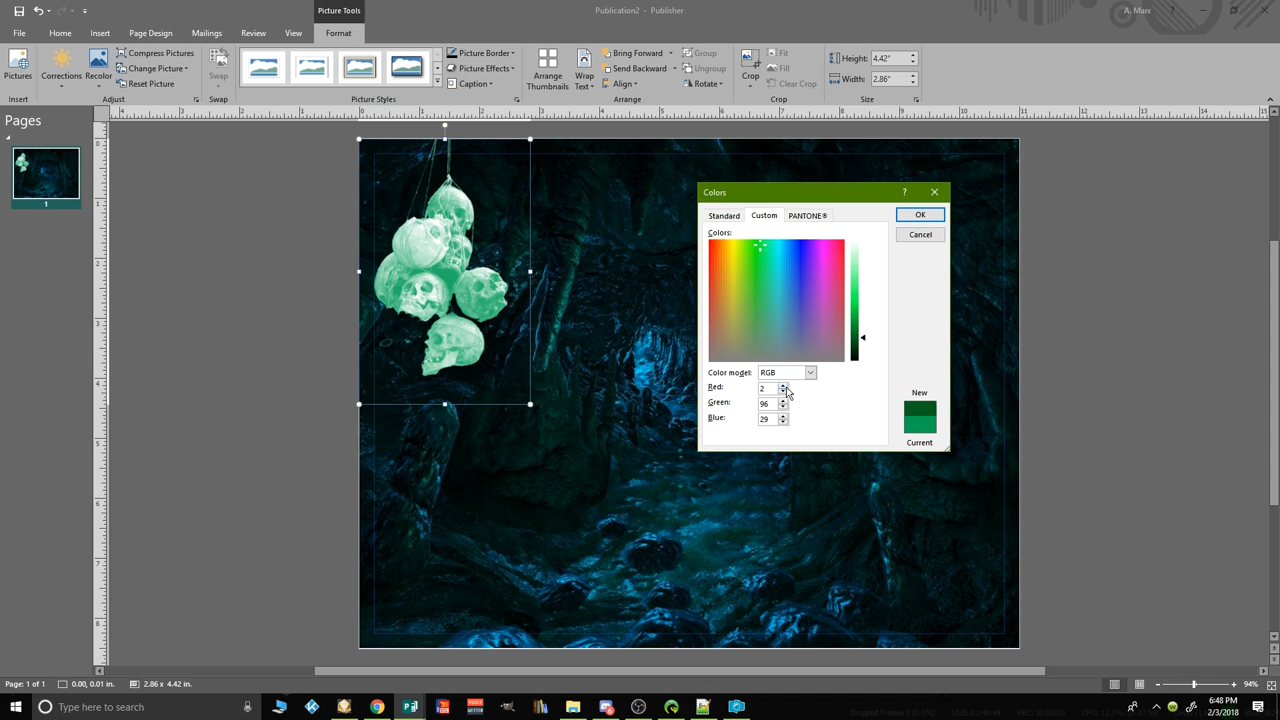 Picture Tools
Publication2 - Publisher
A. Marx
File
Home
Insert
Page Design
Mailings
Review
View
Format
Pictures
Corrections
Recolor
Compress Pictures
Change Picture
Reset Picture
Swap
Picture Border
Picture Effects
Caption
Arrange
Thumbnails
Wrap
Text
Bring Forward
Send Backward
Align
Group
Ungroup
Rotate
Crop
Fit
Fill
Clear Crop
Height: 4.42"
Width: 2.86"
Insert
Adjust
Swap
Picture Styles
Arrange
Crop
Size
Pages
1
Colors
?
Standard
Custom
PANTONE®
OK
Cancel
Colors:
Color model: RGB
Red: 2
Green: 96
Blue: 29
New
Current
Page: 1 of 1
0.00, 0.01 in.
2.86 x 4.42 in.
94%
Type here to search
6:48 PM
2/3/2018